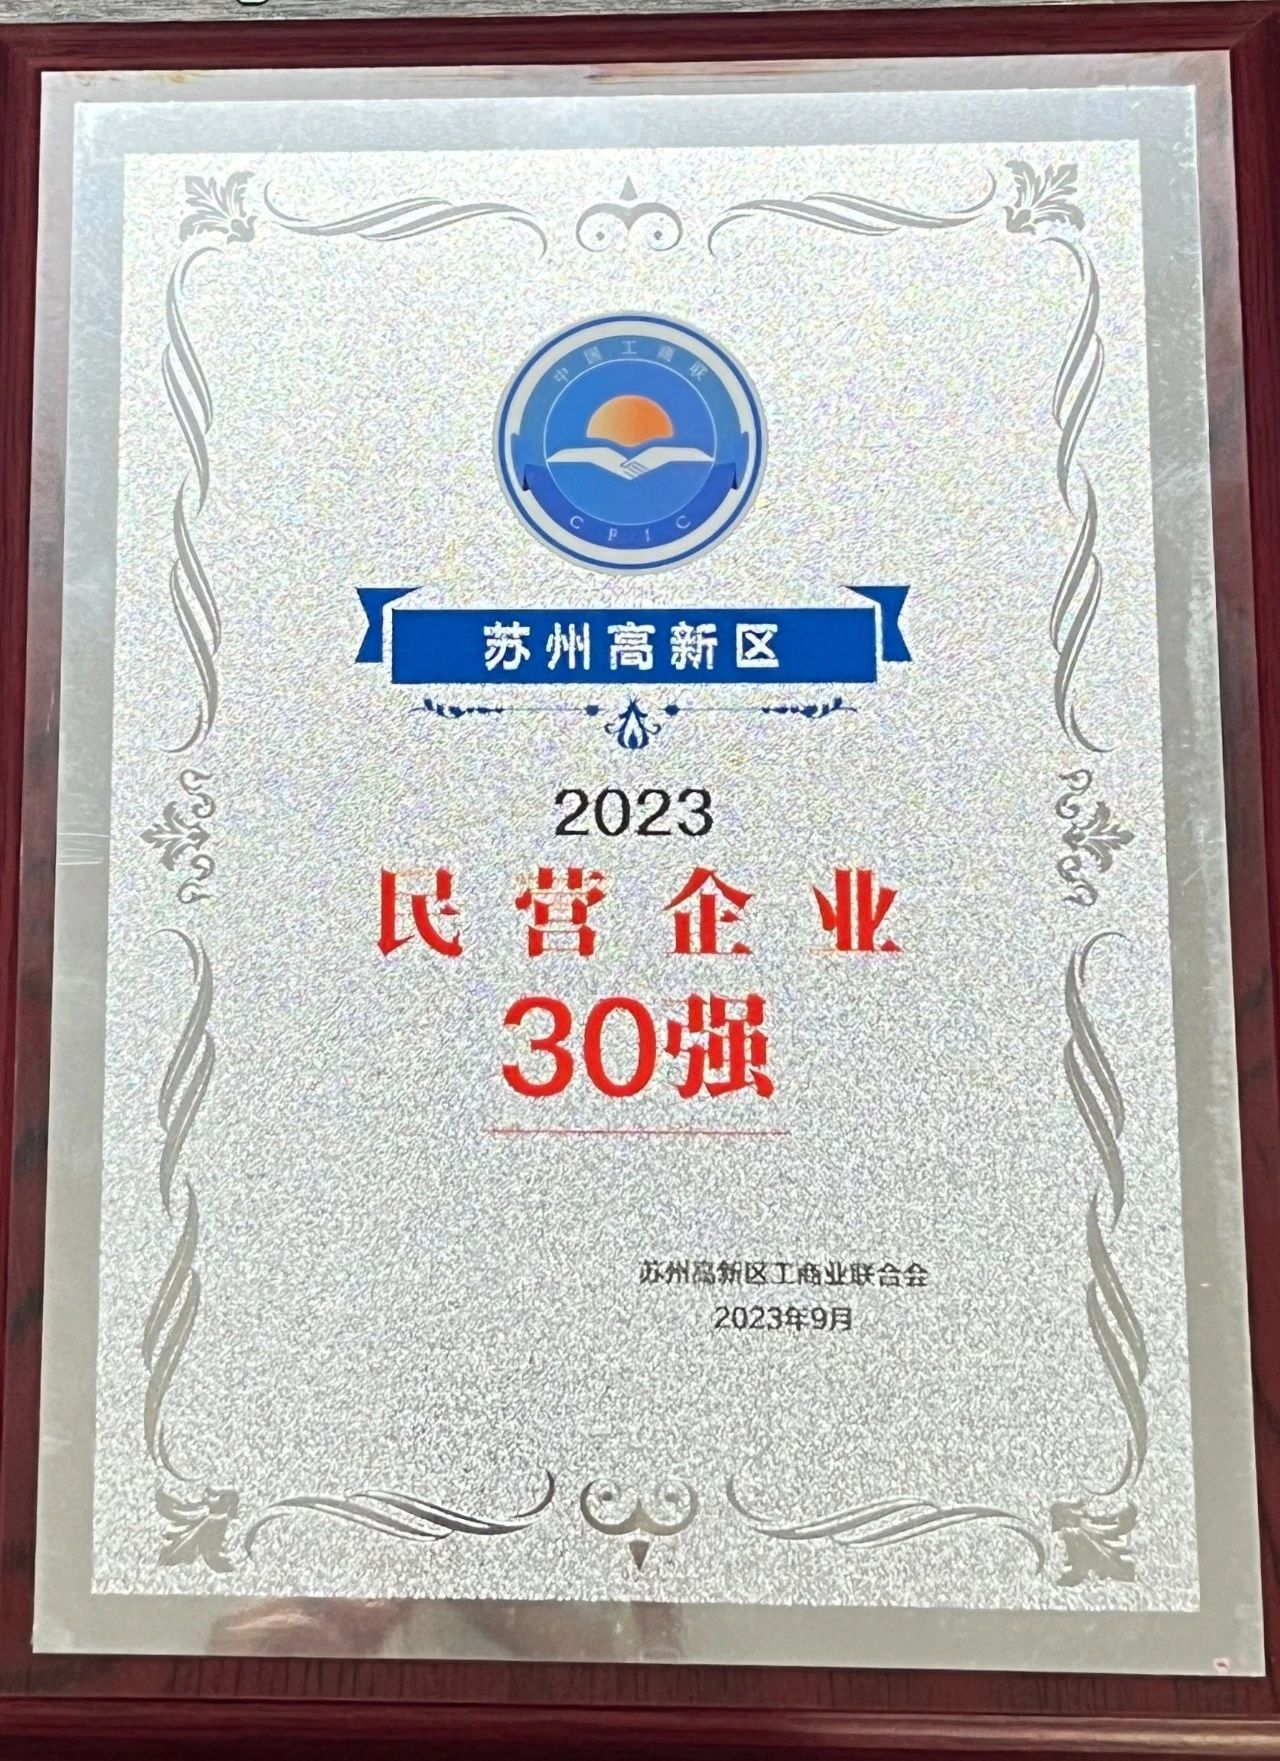 中国工商联
CFIC
苏州高新区
2023
民营企业
30强
苏州高新区工商业联合会
2023年9月